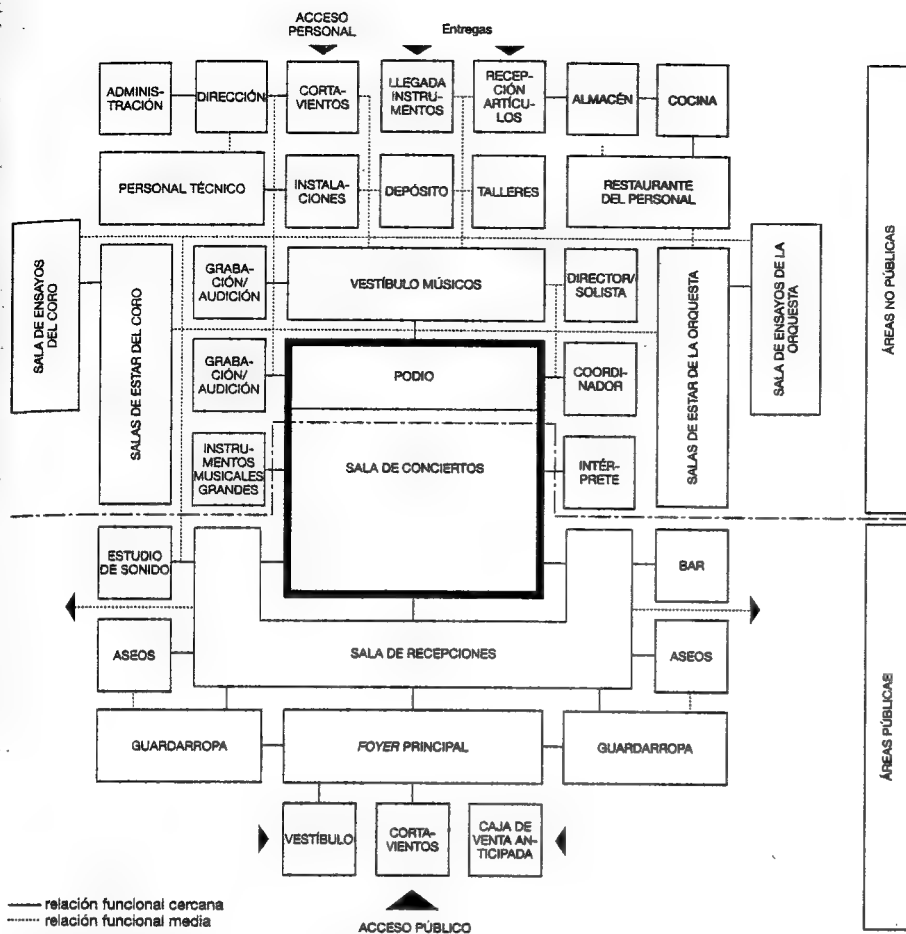 ACCESO
PERSONAL
Entregas
ADMINIS-
TRACIÓN
DIRECCIÓN
CORTA-
VIENTOS
LLEGADA
INSTRU-
MENTOS
RECEP-
CIÓN
ARTÍCU-
LOS
ALMACÉN
COCINA
PERSONAL TÉCNICO
INSTALA-
CIONES
DEPÓSITO
TALLERES
RESTAURANTE
DEL PERSONAL
SALA DE ENSAYOS
DEL CORO
SALAS DE ESTAR DEL CORO
GRABA-
CIÓN/
AUDICIÓN
VESTÍBULO MÚSICOS
DIRECTOR/
SOLISTA
SALAS DE ESTAR DE LA ORQUESTA
SALA DE ENSAYOS DE LA
ORQUESTA
ÁREAS NO PÚBLICAS
GRABA-
CIÓN/
AUDICIÓN
PODIO
COORDI-
NADOR
INSTRU-
MENTOS
MUSICALES
GRANDES
SALA DE CONCIERTOS
INTÉR-
PRETE
ESTUDIO
DE SONIDO
BAR
ASEOS
SALA DE RECEPCIONES
ASEOS
ÁREAS PÚBLICAS
GUARDARROPA
FOYER PRINCIPAL
GUARDARROPA
VESTÍBULO
CORTA-
VIENTOS
CAJA DE
VENTA AN-
TICIPADA
relación funcional cercana
relación funcional media
ACCESO PÚBLICO